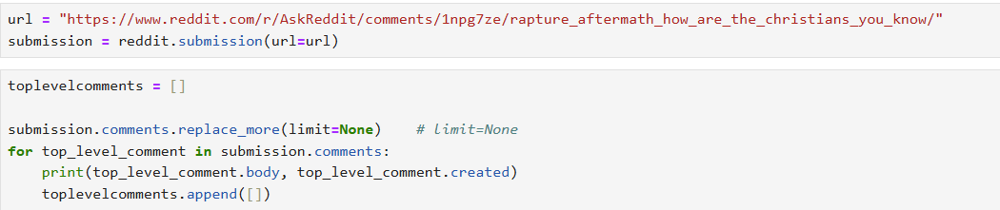 url = "https://www.reddit.com/r/AskReddit/comments/1npg7ze/rapture_aftermath_how_are_the_christians_you_know/"
submission = reddit.submission(url=url)
toplevelcomments = []
submission.comments.replace_more(limit=None)    # limit=None
for top_level_comment in submission.comments:
    print(top_level_comment.body, top_level_comment.created)
    toplevelcomments.append([])